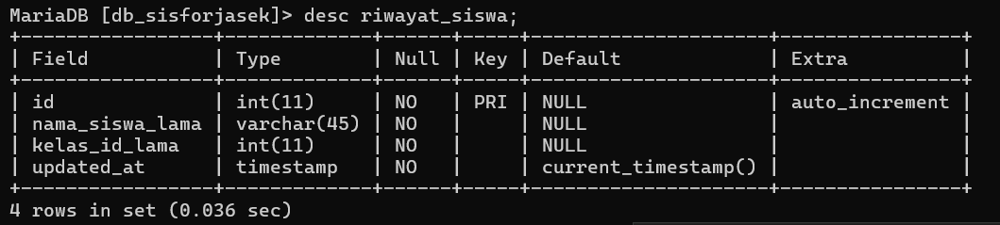 MariaDB [db_sisforjasek]> desc riwayat_siswa;
+------------------+-------------+------+-----+---------------------+----------------+
| Field            | Type        | Null | Key | Default             | Extra          |
+------------------+-------------+------+-----+---------------------+----------------+
| id               | int(11)     | NO   | PRI | NULL                | auto_increment |
| nama_siswa_lama  | varchar(45) | NO   |     | NULL                |                |
| kelas_id_lama    | int(11)     | NO   |     | NULL                |                |
| updated_at       | timestamp   | NO   |     | current_timestamp() |                |
+------------------+-------------+------+-----+---------------------+----------------+
4 rows in set (0.036 sec)